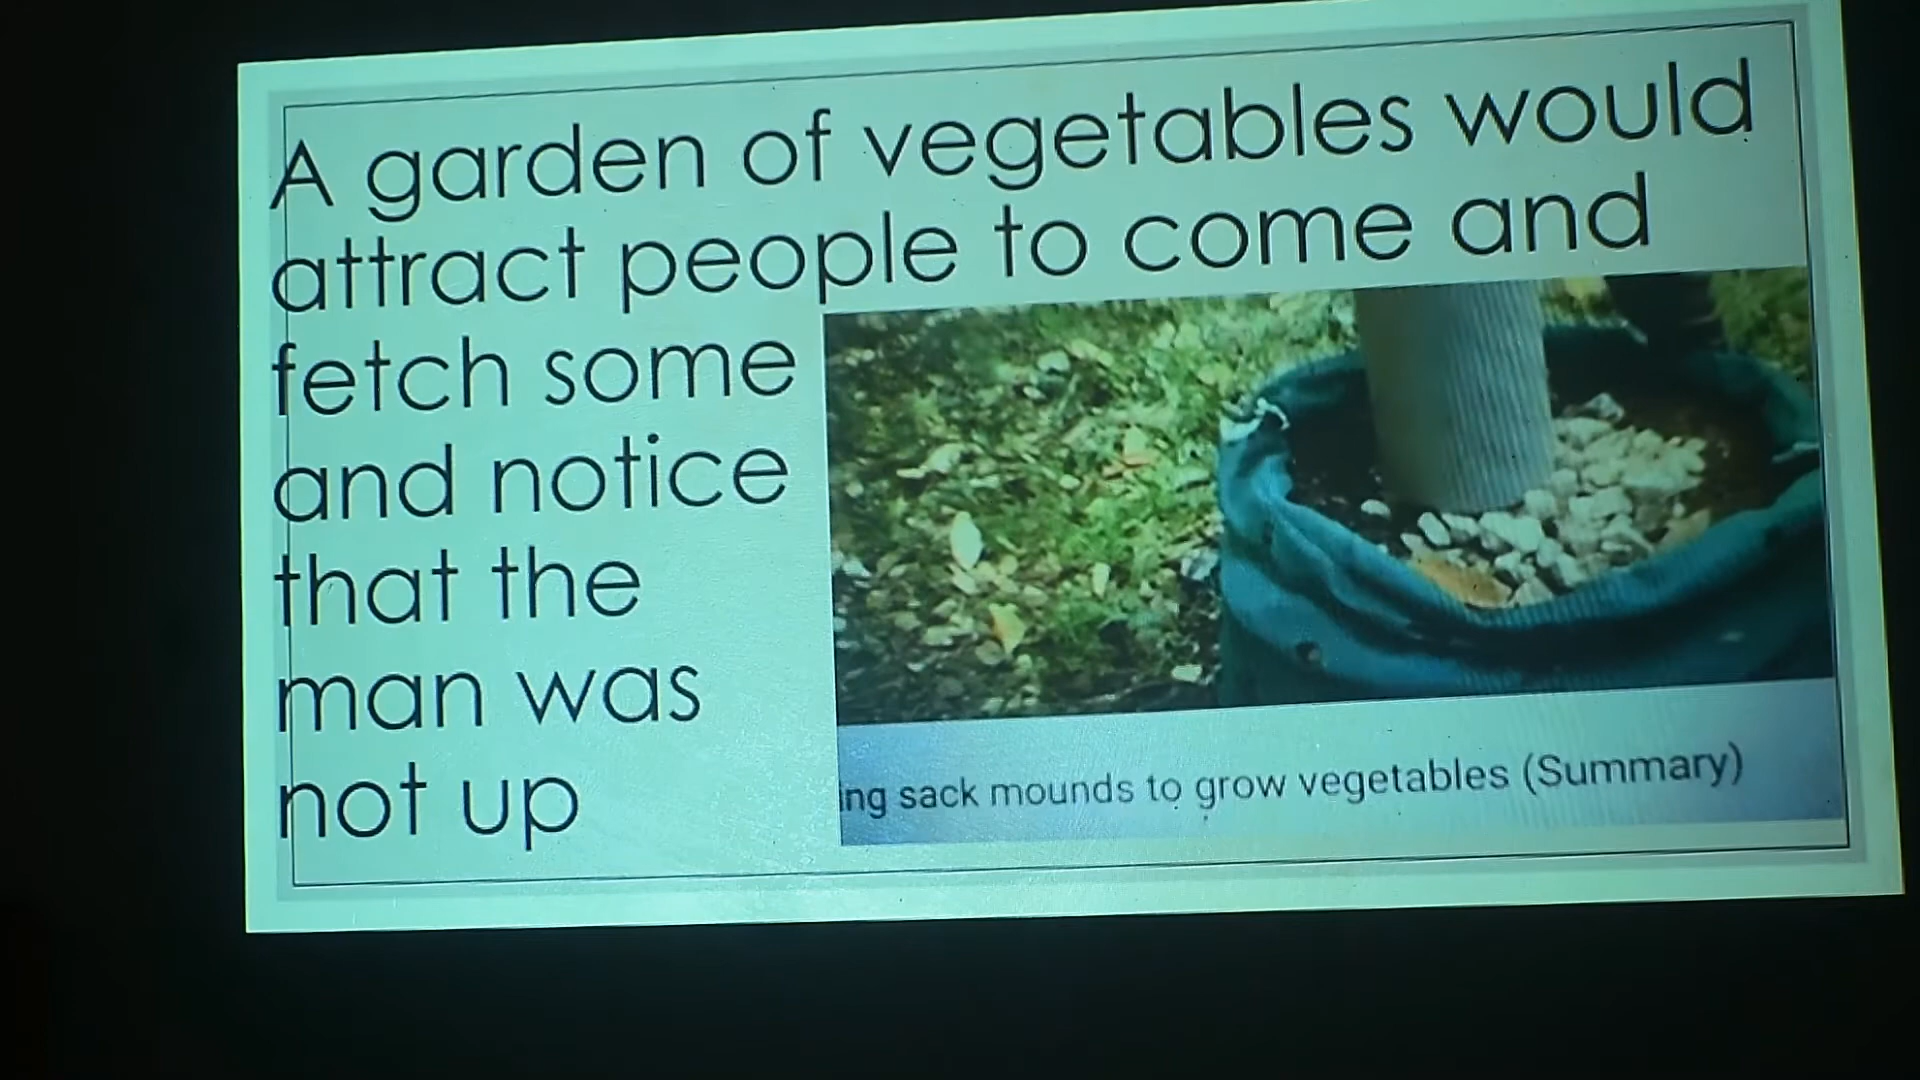 A garden of vegetables would
attract people to come and
fetch some
and notice
that the
man was
not up
ing sack mounds to grow vegetables (Summary)